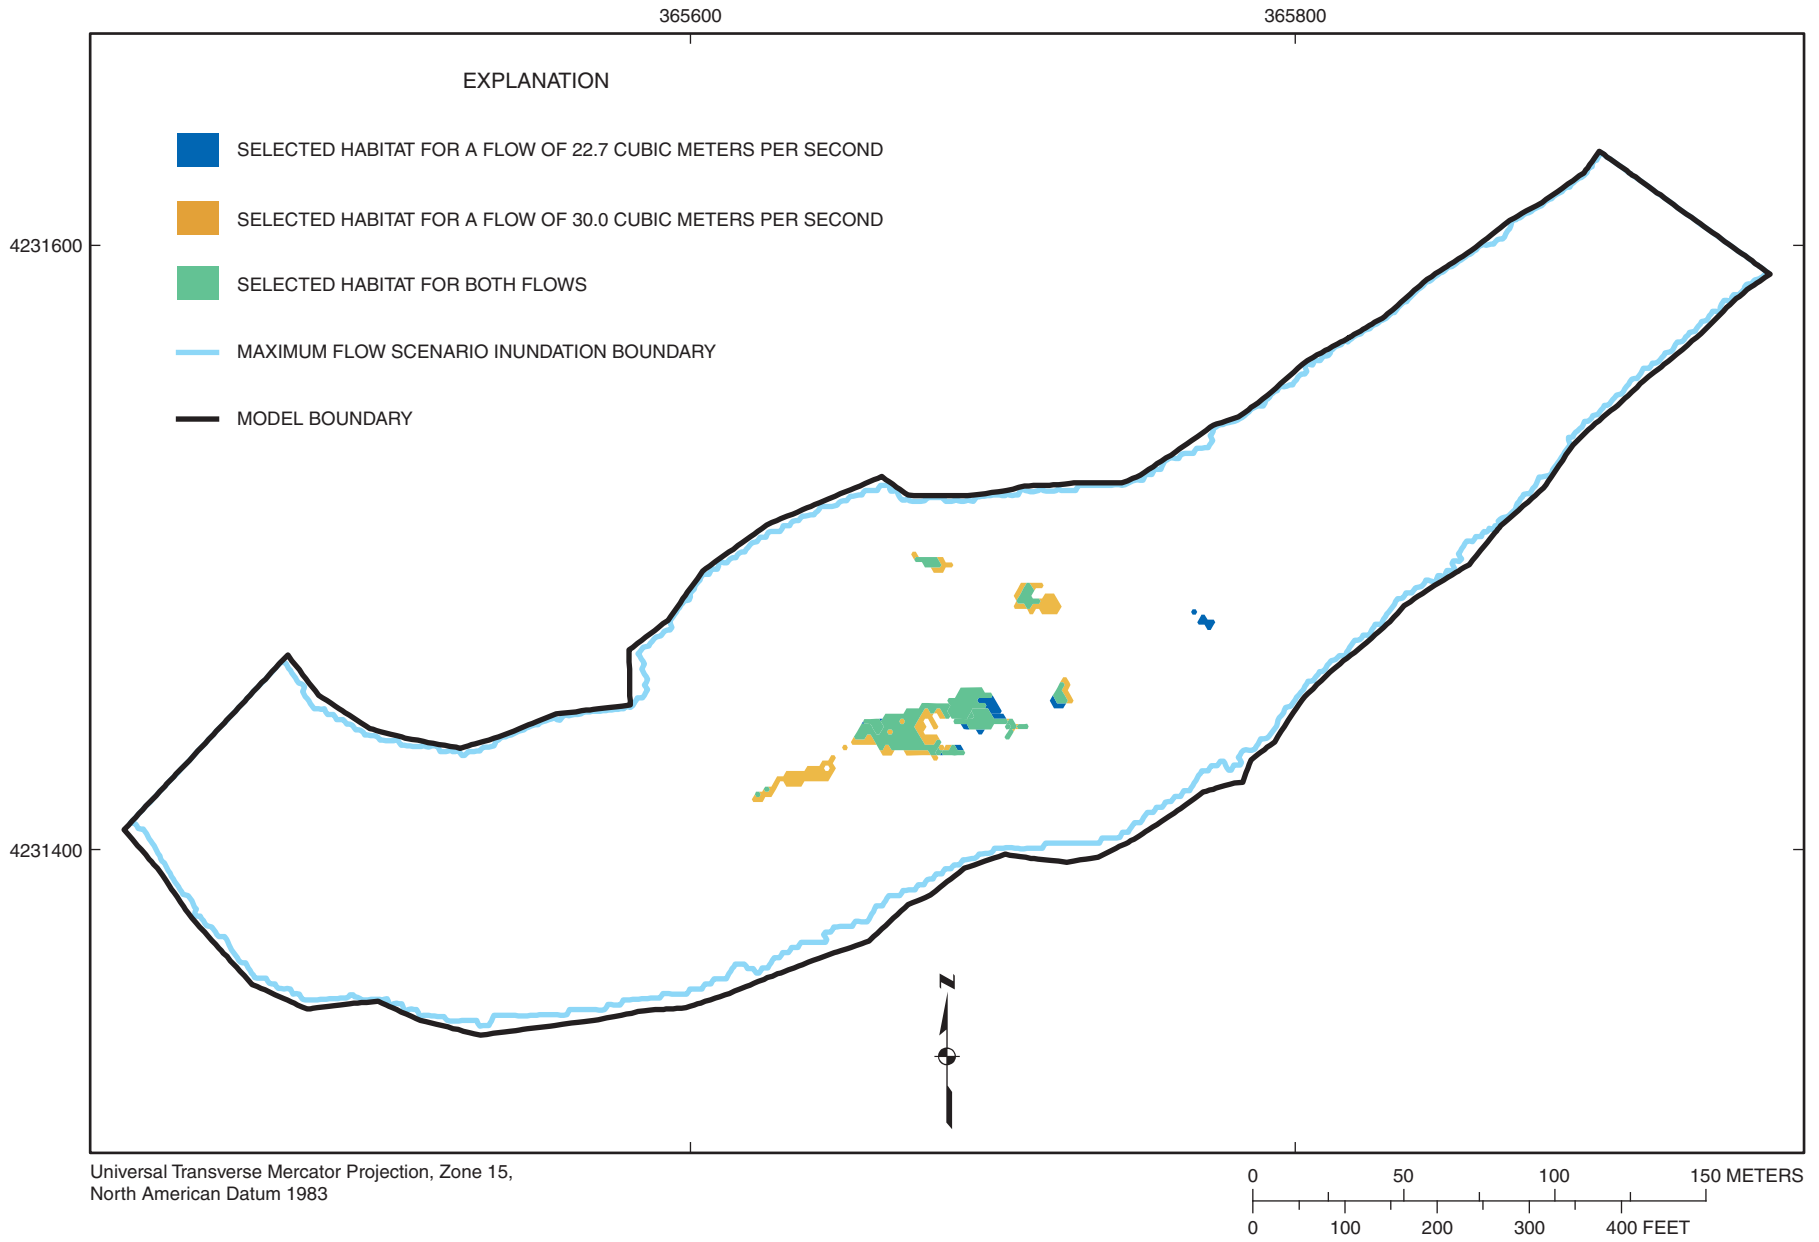 365600 365800
EXPLANATION
SELECTED HABITAT FOR A FLOW OF 22.7 CUBIC METERS PER SECOND
SELECTED HABITAT FOR A FLOW OF 30.0 CUBIC METERS PER SECOND
4231600
SELECTED HABITAT FOR BOTH FLOWS
MAXIMUM FLOW SCENARIO INUNDATION BOUNDARY
MODEL BOUNDARY
4231400
N
Universal Transverse Mercator Projection, Zone 15,
North American Datum 1983
0 50 100 150 METERS
0 100 200 300 400 FEET